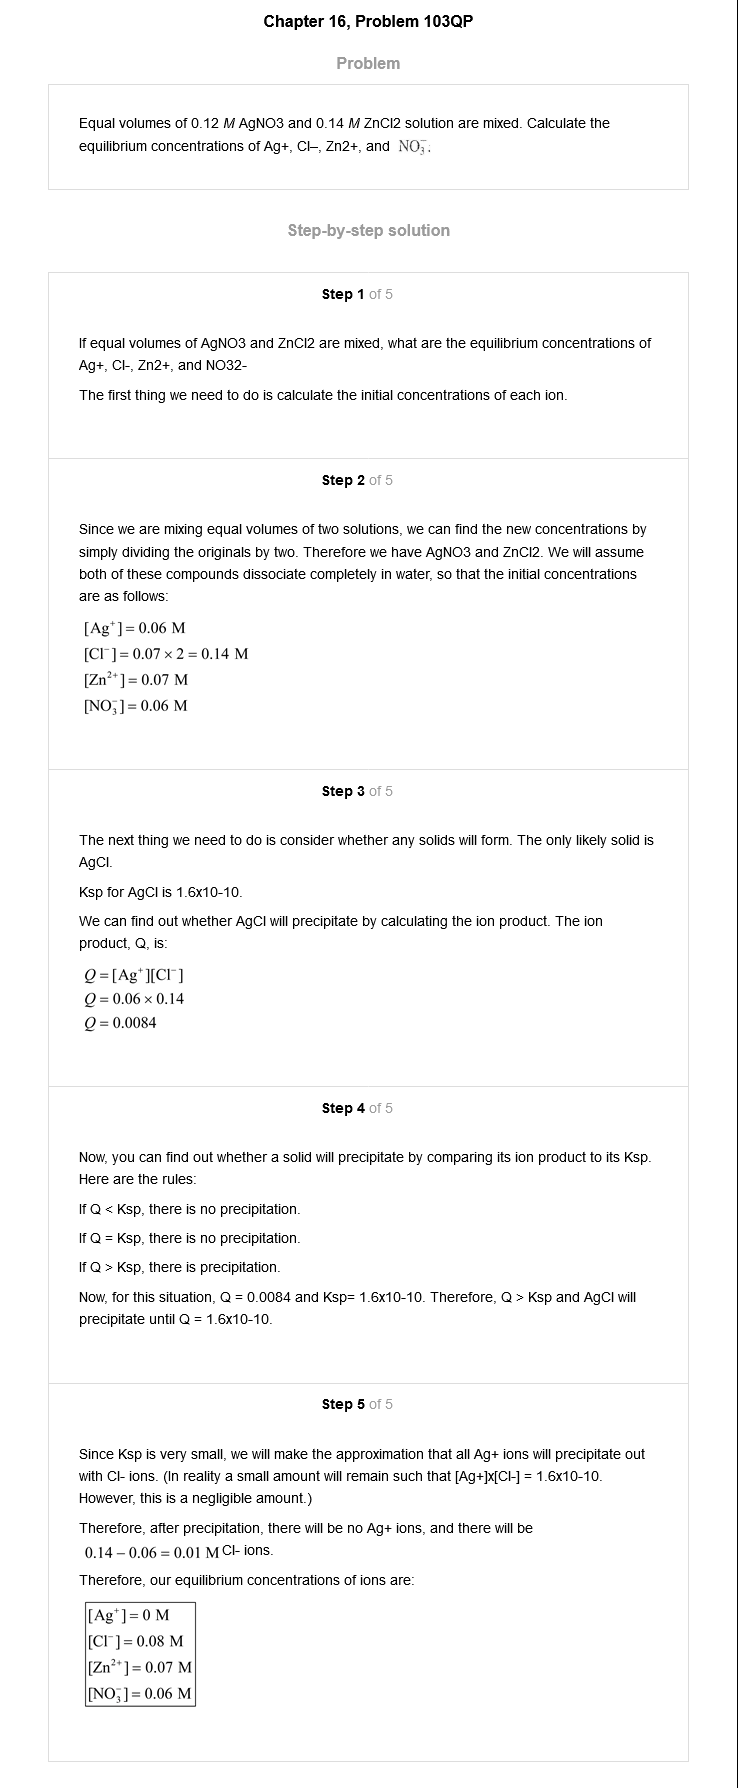 Chapter 16, Problem 103QP
Problem
Equal volumes of 0.12 M AgNO3 and 0.14 M ZnCl2 solution are mixed. Calculate the
equilibrium concentrations of Ag+, Cl–, Zn2+, and NO₃⁻.
Step-by-step solution
Step 1 of 5
If equal volumes of AgNO3 and ZnCl2 are mixed, what are the equilibrium concentrations of
Ag+, Cl-, Zn2+, and NO32-
The first thing we need to do is calculate the initial concentrations of each ion.
Step 2 of 5
Since we are mixing equal volumes of two solutions, we can find the new concentrations by
simply dividing the originals by two. Therefore we have AgNO3 and ZnCl2. We will assume
both of these compounds dissociate completely in water, so that the initial concentrations
are as follows:
[Ag⁺] = 0.06 M
[Cl⁻] = 0.07 × 2 = 0.14 M
[Zn²⁺] = 0.07 M
[NO₃⁻] = 0.06 M
Step 3 of 5
The next thing we need to do is consider whether any solids will form. The only likely solid is
AgCl.
Ksp for AgCl is 1.6x10-10.
We can find out whether AgCl will precipitate by calculating the ion product. The ion
product, Q, is:
Q = [Ag⁺][Cl⁻]
Q = 0.06 × 0.14
Q = 0.0084
Step 4 of 5
Now, you can find out whether a solid will precipitate by comparing its ion product to its Ksp.
Here are the rules:
If Q < Ksp, there is no precipitation.
If Q = Ksp, there is no precipitation.
If Q > Ksp, there is precipitation.
Now, for this situation, Q = 0.0084 and Ksp= 1.6x10-10. Therefore, Q > Ksp and AgCl will
precipitate until Q = 1.6x10-10.
Step 5 of 5
Since Ksp is very small, we will make the approximation that all Ag+ ions will precipitate out
with Cl- ions. (In reality a small amount will remain such that [Ag+]x[Cl-] = 1.6x10-10.
However, this is a negligible amount.)
Therefore, after precipitation, there will be no Ag+ ions, and there will be
0.14 – 0.06 = 0.01 M Cl- ions.
Therefore, our equilibrium concentrations of ions are:
[Ag⁺] = 0 M
[Cl⁻] = 0.08 M
[Zn²⁺] = 0.07 M
[NO₃⁻] = 0.06 M